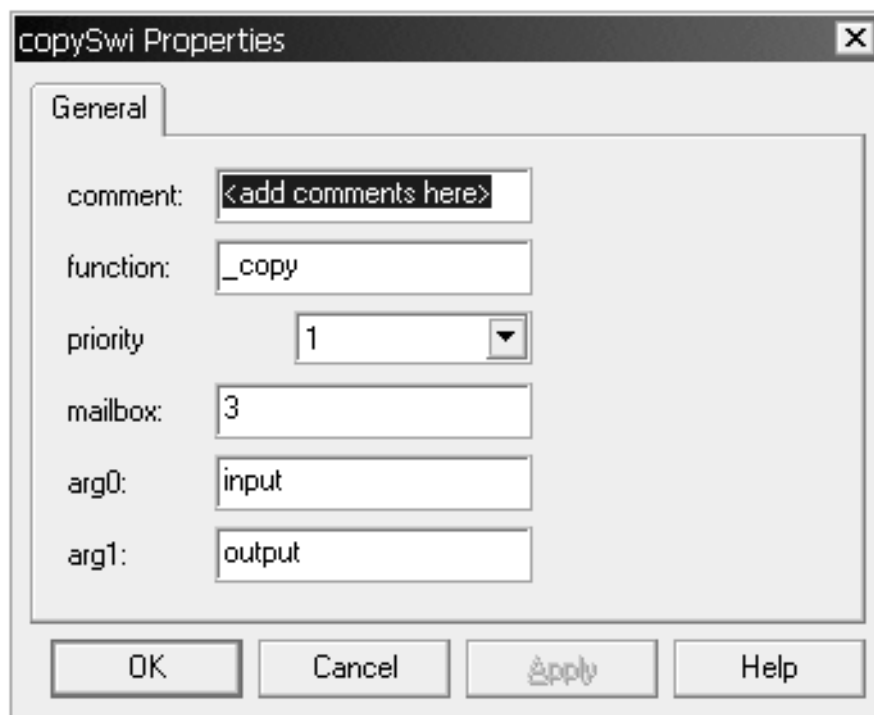 copySwi Properties
General
comment: <add comments here>
function: _copy
priority 1
mailbox: 3
arg0: input
arg1: output
OK Cancel Apply Help